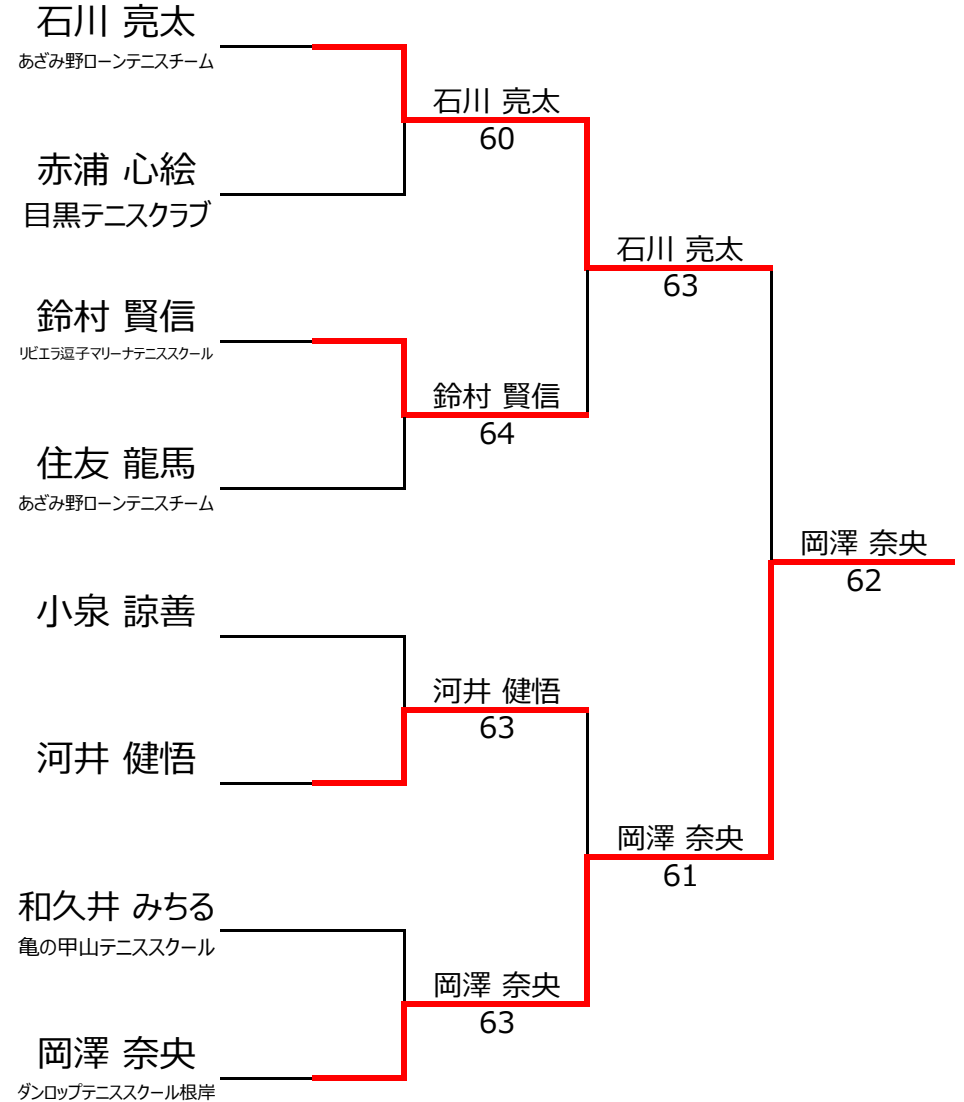 石川 亮太
あざみ野ローンテニスチーム
石川 亮太
60
赤浦 心絵
目黒テニスクラブ
石川 亮太
63
鈴村 賢信
リビエラ逗子マリーナテニススクール
鈴村 賢信
64
住友 龍馬
あざみ野ローンテニスチーム
岡澤 奈央
62
小泉 諒善
河井 健悟
63
河井 健悟
岡澤 奈央
61
和久井 みちる
亀の甲山テニススクール
岡澤 奈央
63
岡澤 奈央
ダンロップテニススクール根岸